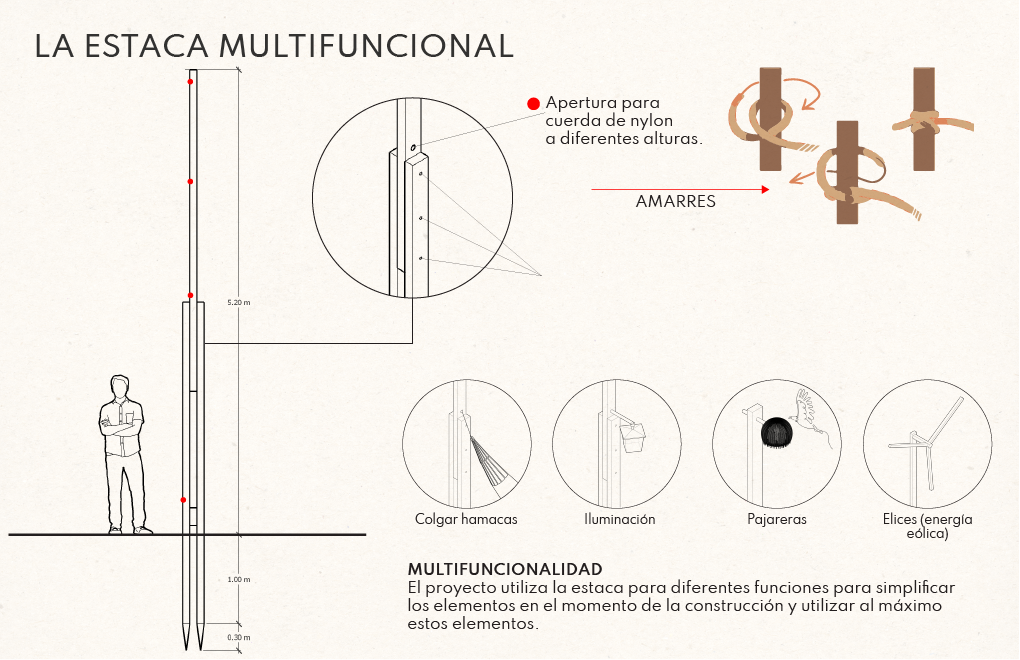 LA ESTACA MULTIFUNCIONAL
Apertura para
cuerda de nylon
a diferentes alturas.
AMARRES
5.20 m
1.00 m
0.30 m
Colgar hamacas
Iluminación
Pajareras
Elices (energía
eólica)
MULTIFUNCIONALIDAD
El proyecto utiliza la estaca para diferentes funciones para simplificar
los elementos en el momento de la construcción y utilizar al máximo
estos elementos.